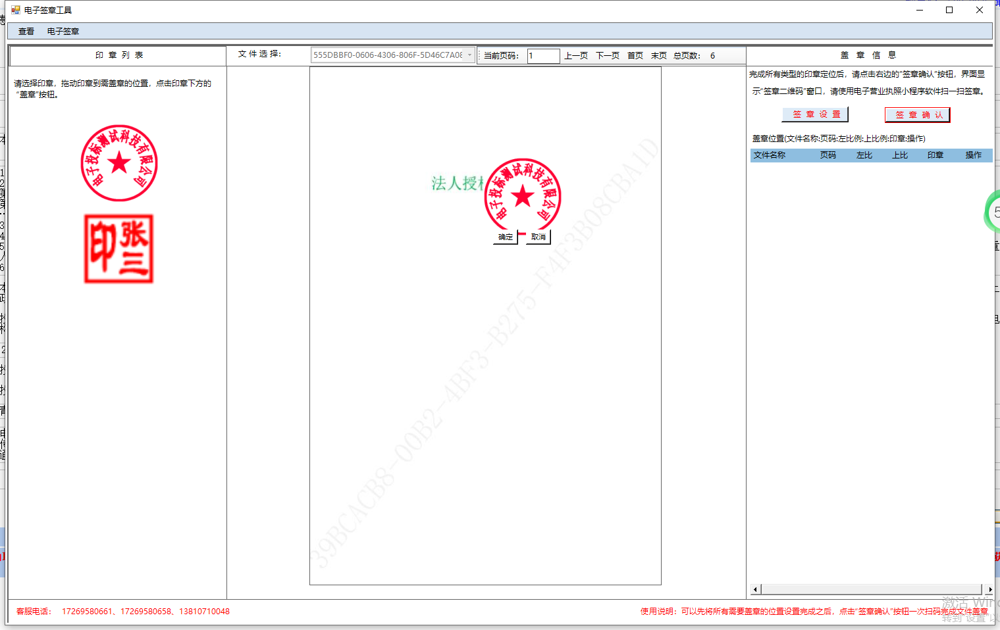 电子签章工具
查看 电子签章
印 章 列 表
文 件 选 择:
555DBBF0-0606-4306-806F-5D46C7A08
当前页码: 1 上一页 下一页 首页 末页 总页数: 6
盖 章 信 息
请选择印章，拖动印章到需盖章的位置，点击印章下方的
“盖章”按钮。
电子投标测试科技有限公司
张三印
法人授权
电子投标测试科技有限公司
确定 取消
39BCACB8-00B2-4BF3-B275-F4F3B08CBA1D
完成所有类型的印章定位后，请点击右边的“签章确认”按钮，界面显
示“签章二维码”窗口，请使用电子营业执照小程序软件扫一扫签章。
签 章 设 置 签 章 确 认
盖章位置(文件名称:页码:左比例:上比例:印章:操作)
文件名称 页码 左比 上比 印章 操作
客服电话： 17269580661、17269580658、13810710048
使用说明：可以先将所有需要盖章的位置设置完成之后，点击“签章确认”按钮一次扫码完成文件盖章
激活 Win
转到“设置”以